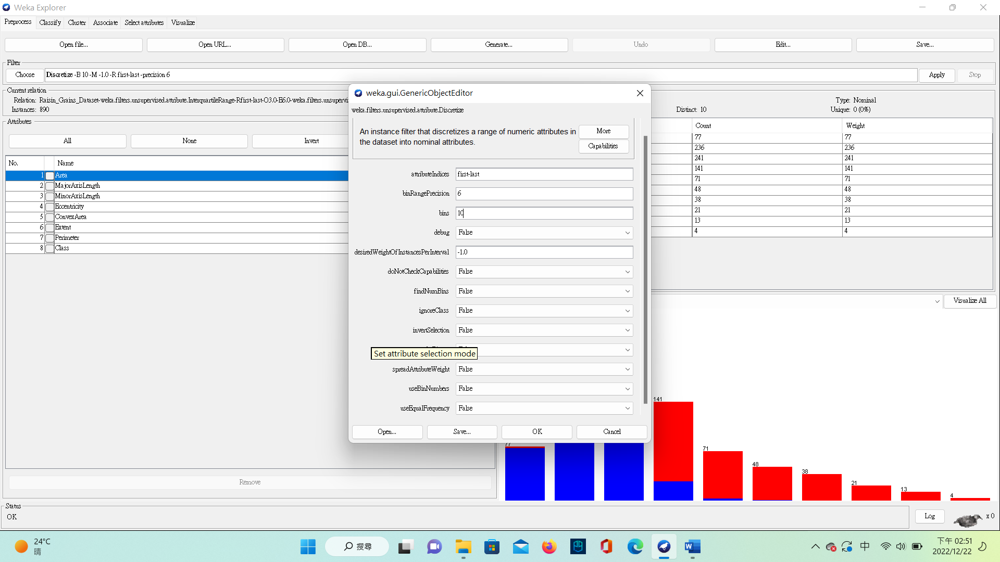 Weka Explorer
Preprocess Classify Cluster Associate Select attributes Visualize
Open file... Open URL... Open DB... Generate... Undo Edit... Save...
Filter
Choose Discretize -B 10 -M -1.0 -R first-last -precision 6 Apply Stop
Current relation
Relation: Raisin_Grains_Dataset-weka.filters.unsupervised.attribute.InterquartileRange-Rfirst-last-O3.0-E6.0-weka.filters.unsupervi
Instances: 890
Attributes
All None Invert
No. Name
1 Area
2 MajorAxisLength
3 MinorAxisLength
4 Eccentricity
5 ConvexArea
6 Extent
7 Perimeter
8 Class
Remove
Status
OK
weka.gui.GenericObjectEditor
weka.filters.unsupervised.attribute.Discretize
An instance filter that discretizes a range of numeric attributes in
the dataset into nominal attributes.
More
Capabilities
attributeIndices first-last
binRangePrecision 6
bins 10
debug False
desiredWeightOfInstancesPerInterval -1.0
doNotCheckCapabilities False
findNumBins False
ignoreClass False
invertSelection False
Set attribute selection mode
spreadAttributeWeight False
useBinNumbers False
useEqualFrequency False
Open... Save... OK Cancel
Type: Nominal
Distinct: 10 Unique: 0 (0%)
Count Weight
77 77
236 236
241 241
141 141
71 71
48 48
38 38
21 21
13 13
4 4
Visualize All
77
141
71
48
38
21
13
4
Log x 0
24°C
晴
搜尋
中
下午 02:51
2022/12/22